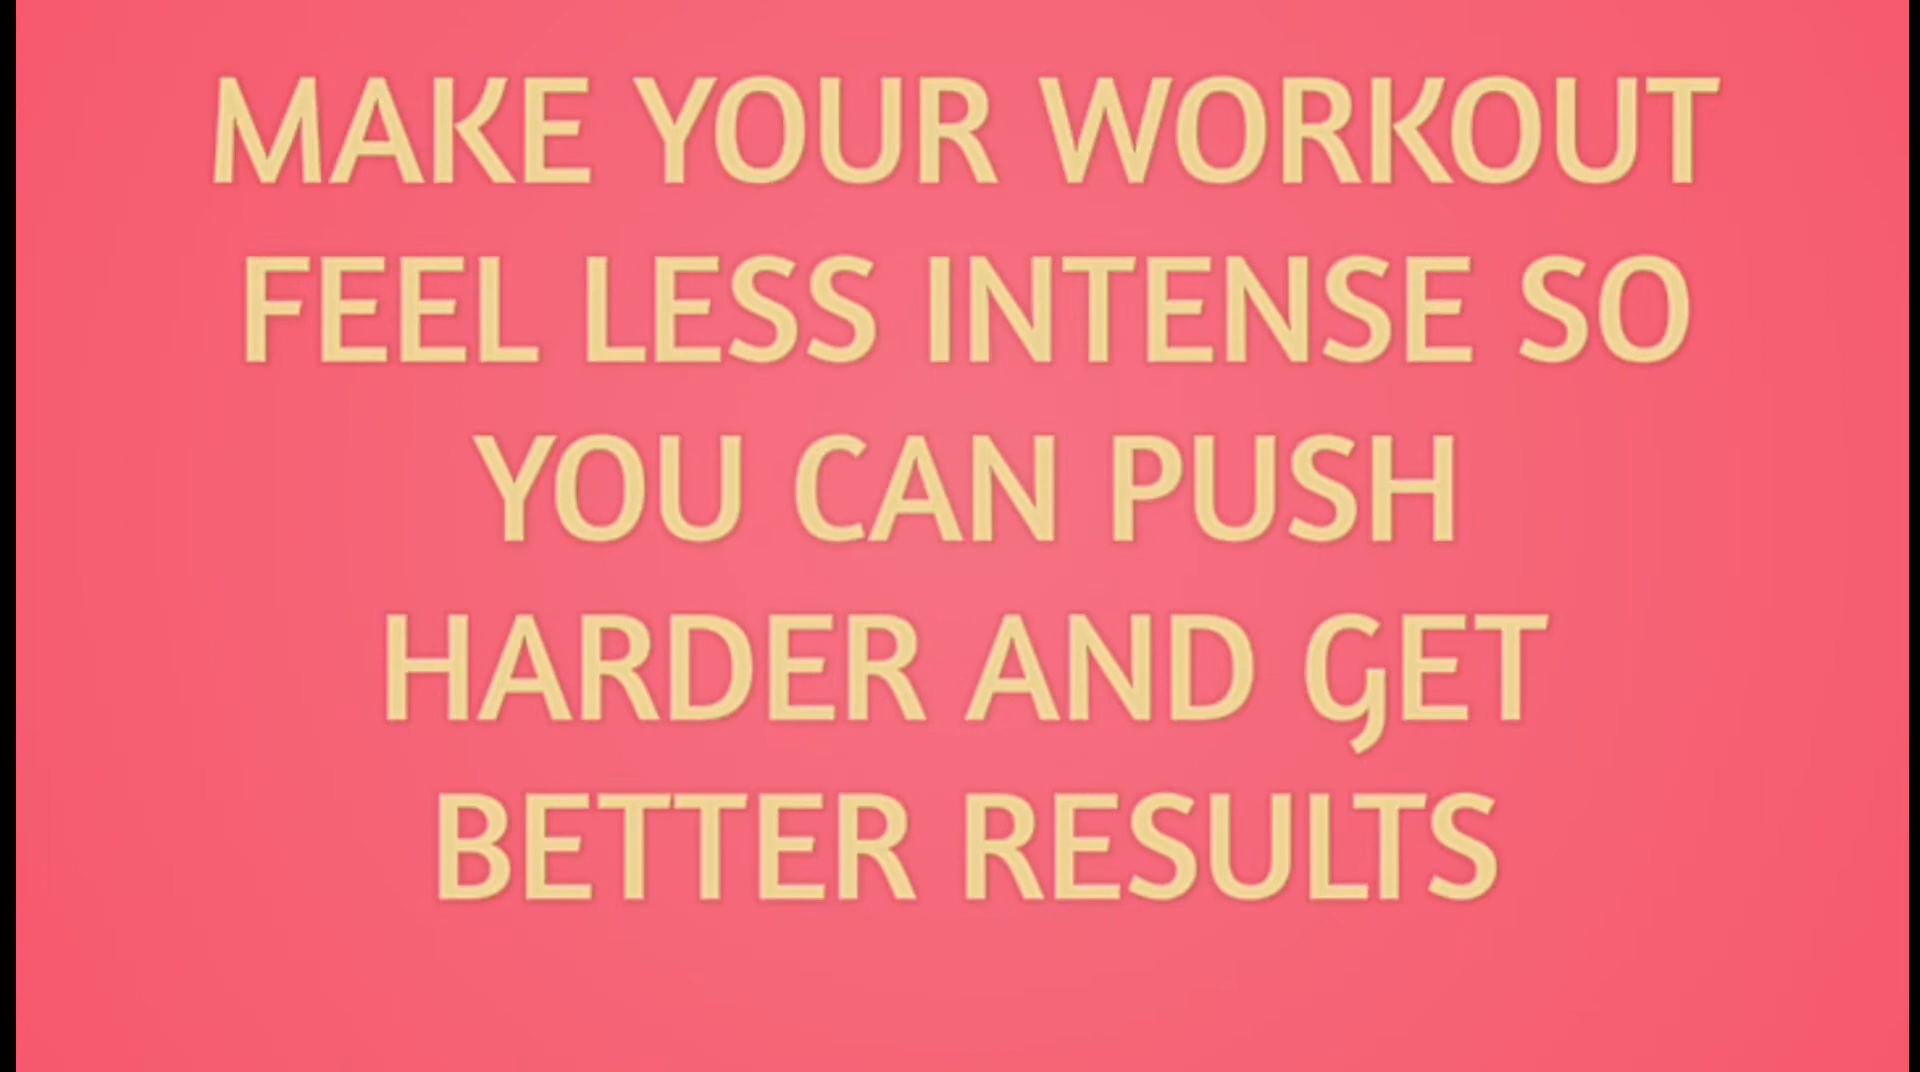 MAKE YOUR WORKOUT
FEEL LESS INTENSE SO
YOU CAN PUSH
HARDER AND GET
BETTER RESULTS